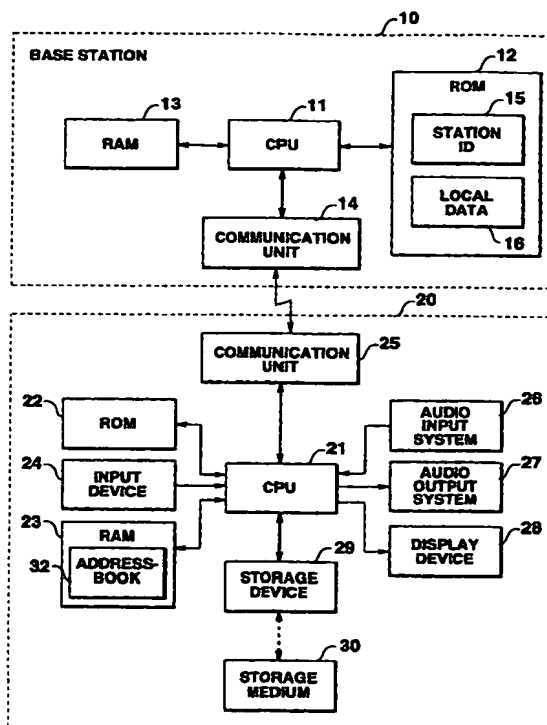 10
BASE STATION
12
ROM
13
RAM
11
CPU
15
STATION
ID
14
COMMUNICATION
UNIT
LOCAL
DATA
16
20
COMMUNICATION
UNIT
25
22
ROM
21
CPU
26
AUDIO
INPUT
SYSTEM
24
INPUT
DEVICE
27
AUDIO
OUTPUT
SYSTEM
23
RAM
32
ADDRESS-
BOOK
28
DISPLAY
DEVICE
29
STORAGE
DEVICE
30
STORAGE
MEDIUM